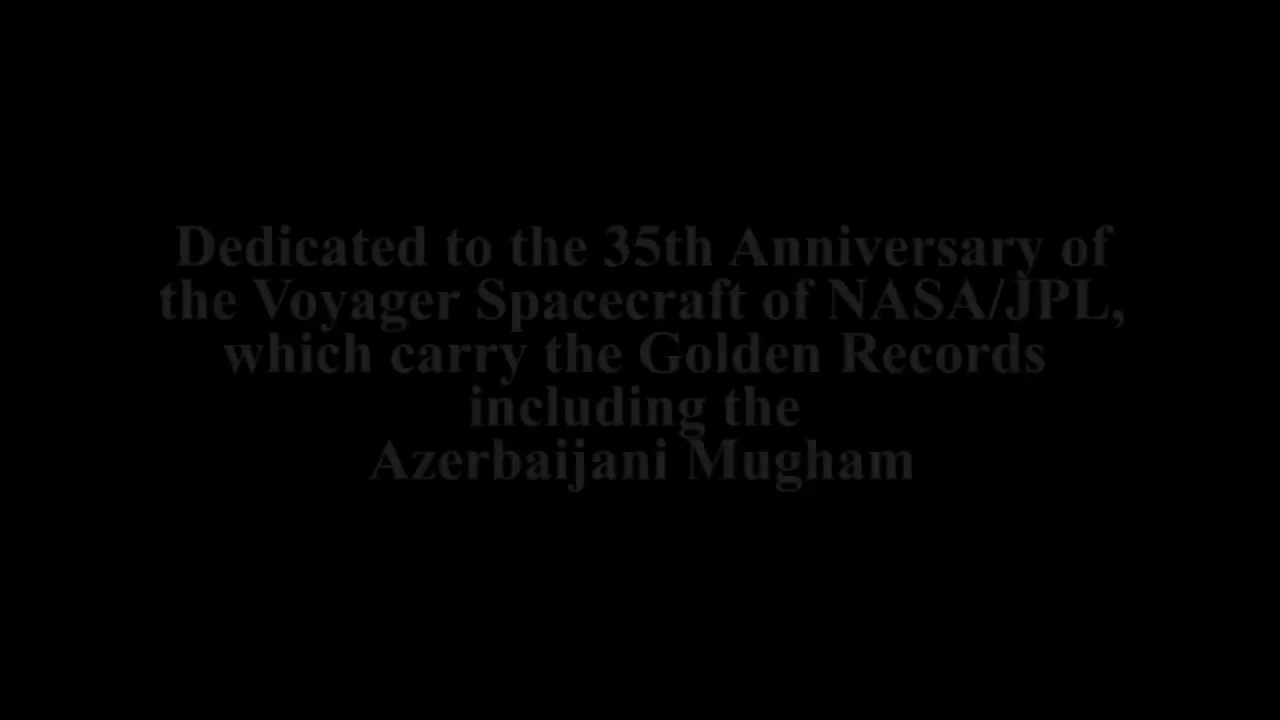 Dedicated to the 35th Anniversary of
the Voyager Spacecraft of NASA/JPL,
which carry the Golden Records
including the
Azerbaijani Mugham